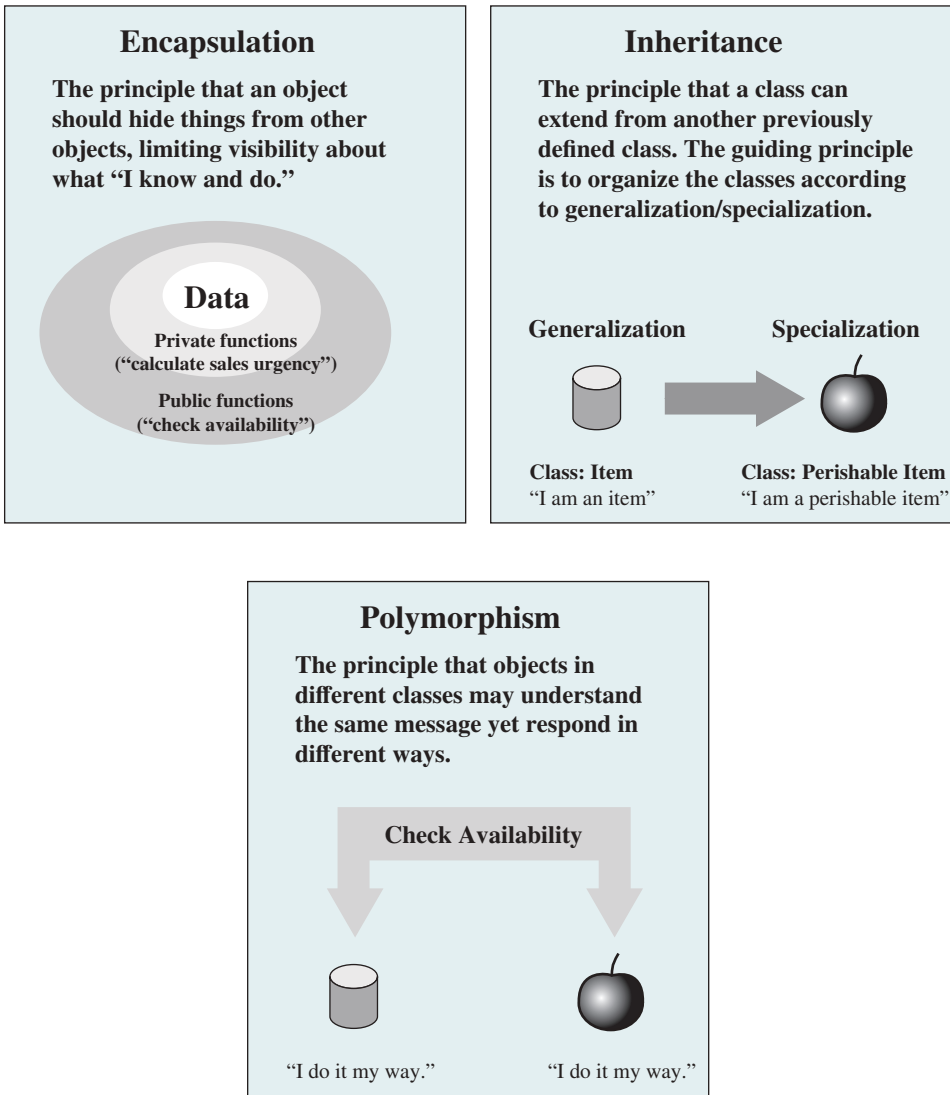 Encapsulation
The principle that an object
should hide things from other
objects, limiting visibility about
what “I know and do.”
Data
Private functions
(“calculate sales urgency”)
Public functions
(“check availability”)
Inheritance
The principle that a class can
extend from another previously
defined class. The guiding principle
is to organize the classes according
to generalization/specialization.
Generalization
Specialization
Class: Item
“I am an item”
Class: Perishable Item
“I am a perishable item”
Polymorphism
The principle that objects in
different classes may understand
the same message yet respond in
different ways.
Check Availability
“I do it my way.”
“I do it my way.”